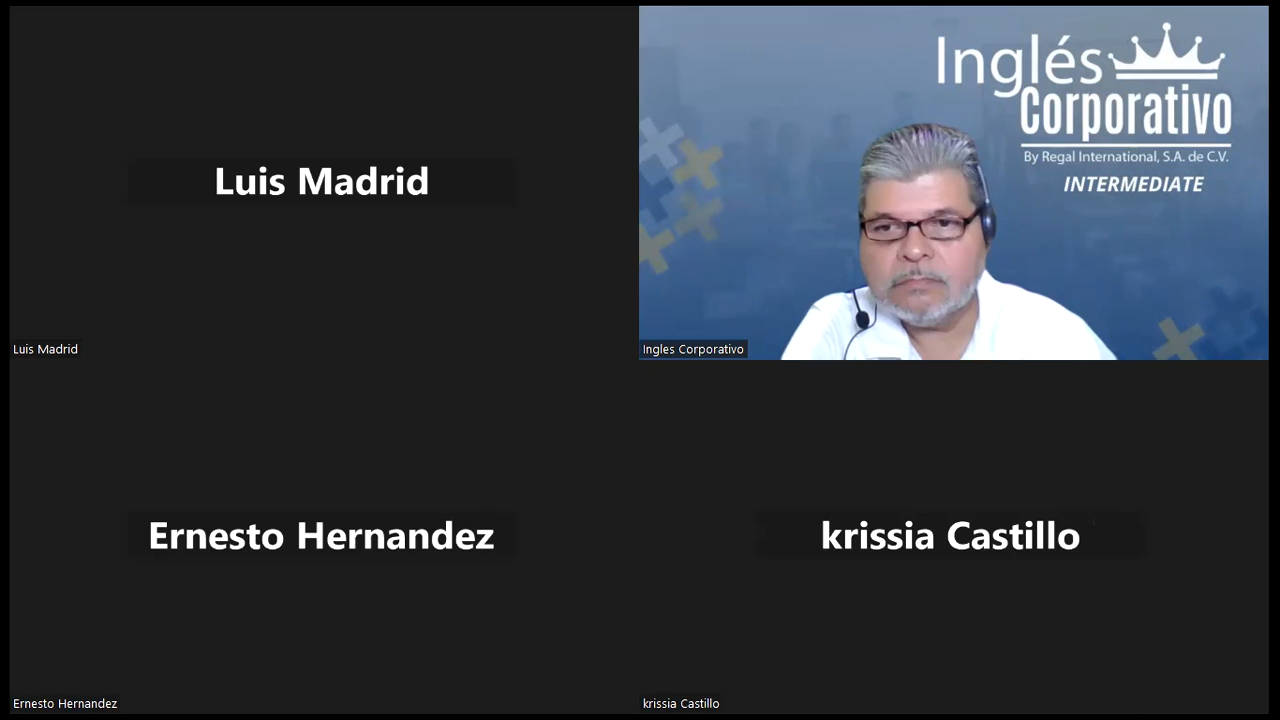 Luis Madrid
Luis Madrid
Inglés
Corporativo
By Regal International, S.A. de C.V.
INTERMEDIATE
Ingles Corporativo
Ernesto Hernandez
Ernesto Hernandez
krissia Castillo
krissia Castillo